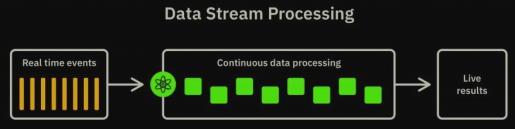 Data Stream Processing
Real time events
Continuous data processing
Live
results